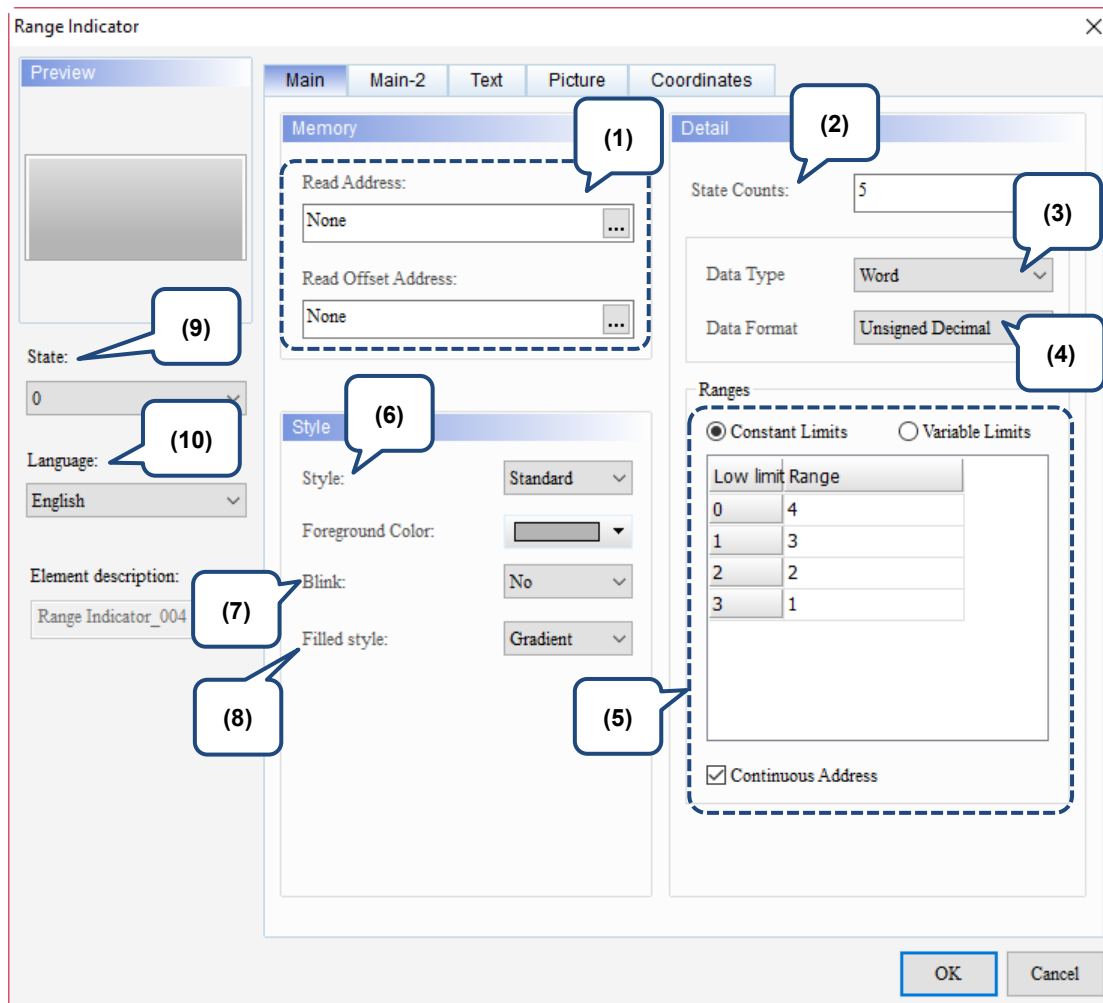 Range Indicator
Preview
Main Main-2 Text Picture Coordinates
Memory
(1)
Read Address:
None
...
Read Offset Address:
None
...
Detail
(2)
State Counts:
5
(3)
Data Type
Word
Data Format
Unsigned Decimal
(4)
Ranges
Constant Limits
Variable Limits
Low limit Range
0 4
1 3
2 2
3 1
(5)
Continuous Address
(9)
State:
0
(10)
Language:
English
Element description:
Range Indicator_004
Style
(6)
Style:
Standard
Foreground Color:
Blink:
No
(7)
Filled style:
Gradient
(8)
OK
Cancel